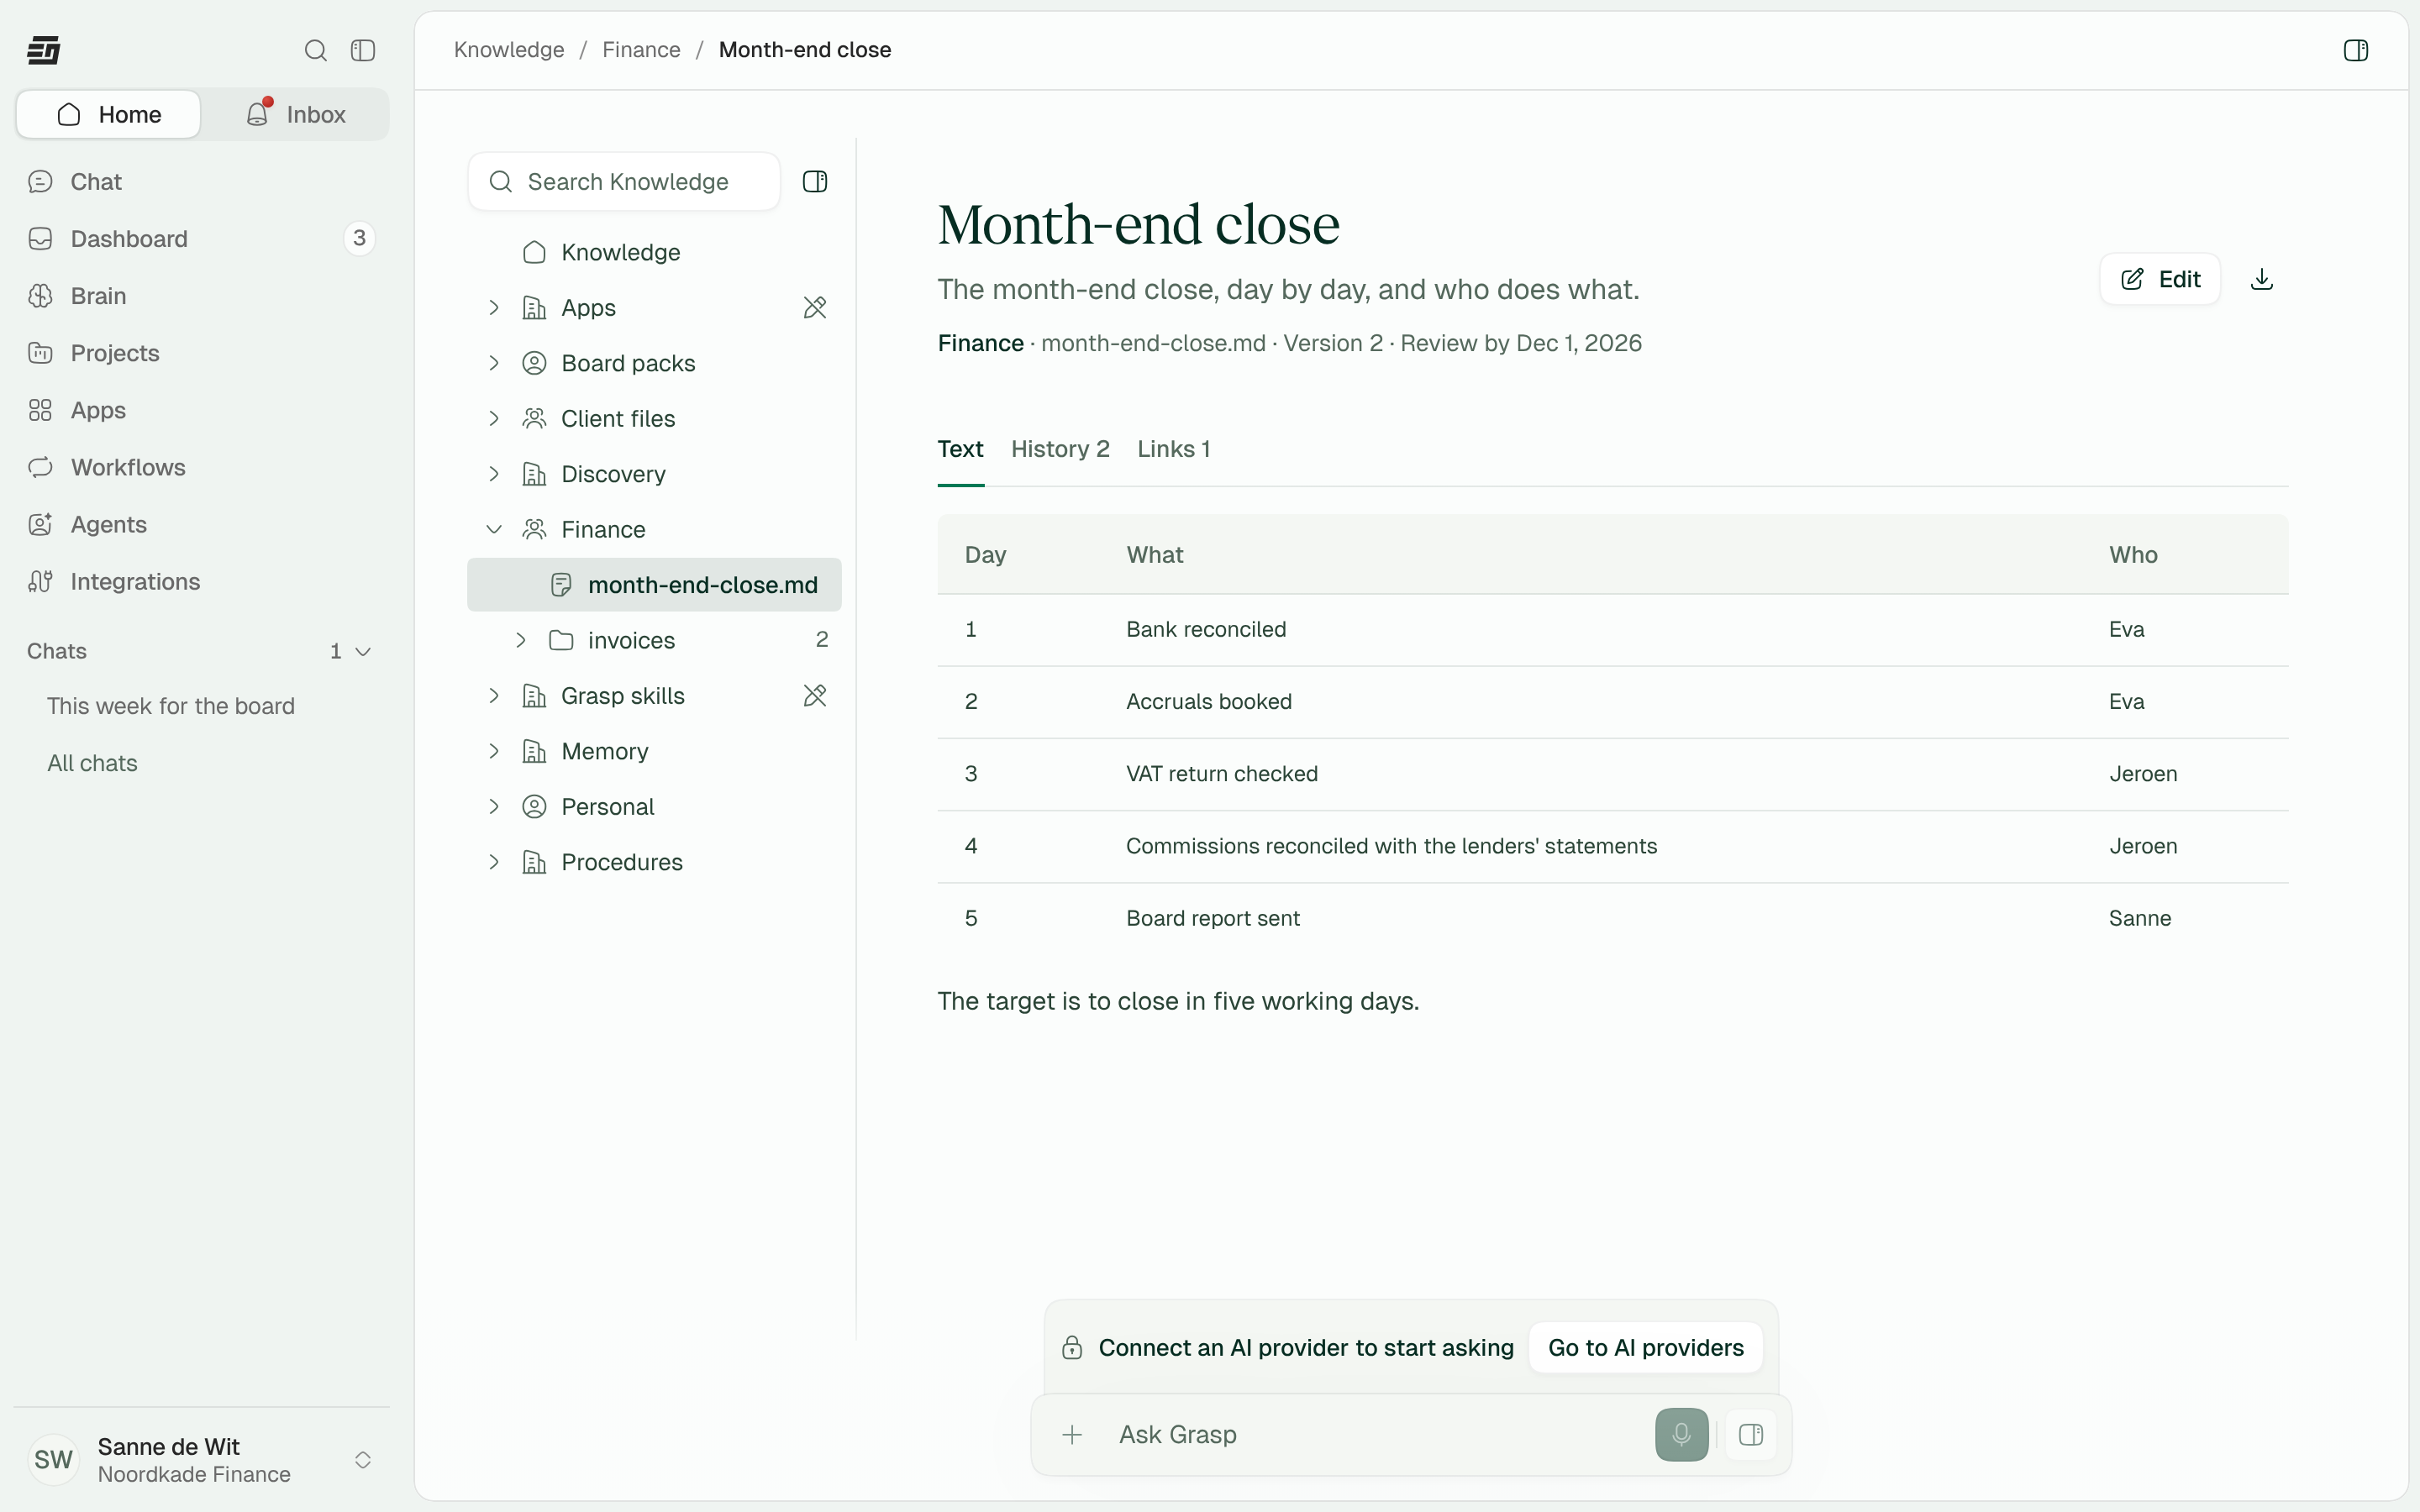 Home
Inbox
Chat
Dashboard 3
Brain
Projects
Apps
Workflows
Agents
Integrations
Chats 1
This week for the board
All chats
SW
Sanne de Wit
Noordkade Finance
Knowledge / Finance / Month-end close
Search Knowledge
Knowledge
Apps
Board packs
Client files
Discovery
Finance
month-end-close.md
invoices 2
Grasp skills
Memory
Personal
Procedures
Month-end close
The month-end close, day by day, and who does what.
Finance · month-end-close.md · Version 2 · Review by Dec 1, 2026
Edit
Text History 2 Links 1
Day What Who
1 Bank reconciled Eva
2 Accruals booked Eva
3 VAT return checked Jeroen
4 Commissions reconciled with the lenders' statements Jeroen
5 Board report sent Sanne
The target is to close in five working days.
Connect an AI provider to start asking Go to AI providers
Ask Grasp